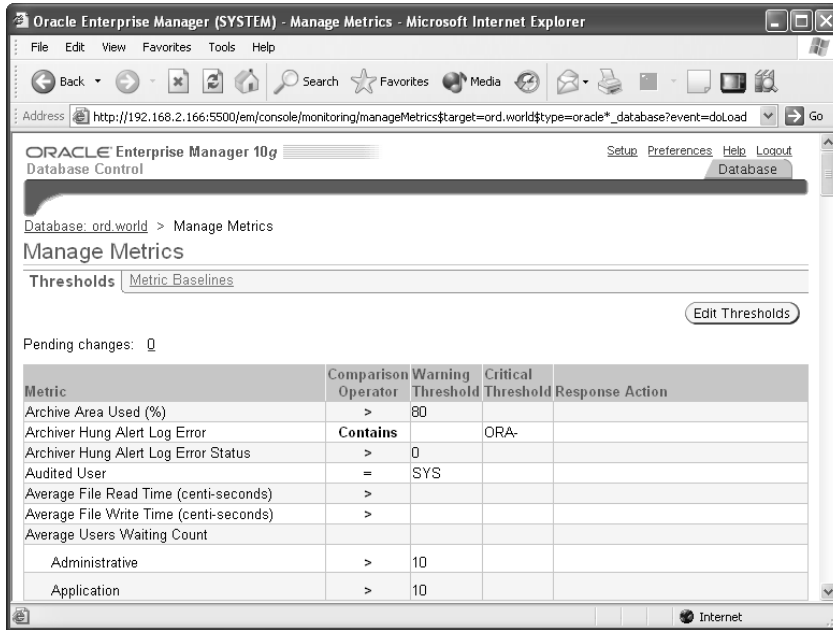 Oracle Enterprise Manager (SYSTEM) - Manage Metrics - Microsoft Internet Explorer
File Edit View Favorites Tools Help
Back Search Favorites Media
Address http://192.168.2.166:5500/em/console/monitoring/manageMetrics$target=ord.world$type=oracle*_database?event=doLoad Go
ORACLE Enterprise Manager 10g Setup Preferences Help Logout
Database Control Database
Database: ord.world > Manage Metrics
Manage Metrics
Thresholds Metric Baselines
Edit Thresholds
Pending changes: 0
Comparison Warning Critical
Metric Operator Threshold Threshold Response Action
Archive Area Used (%) > 80
Archiver Hung Alert Log Error Contains ORA-
Archiver Hung Alert Log Error Status > 0
Audited User = SYS
Average File Read Time (centi-seconds) >
Average File Write Time (centi-seconds) >
Average Users Waiting Count
Administrative > 10
Application > 10
Internet